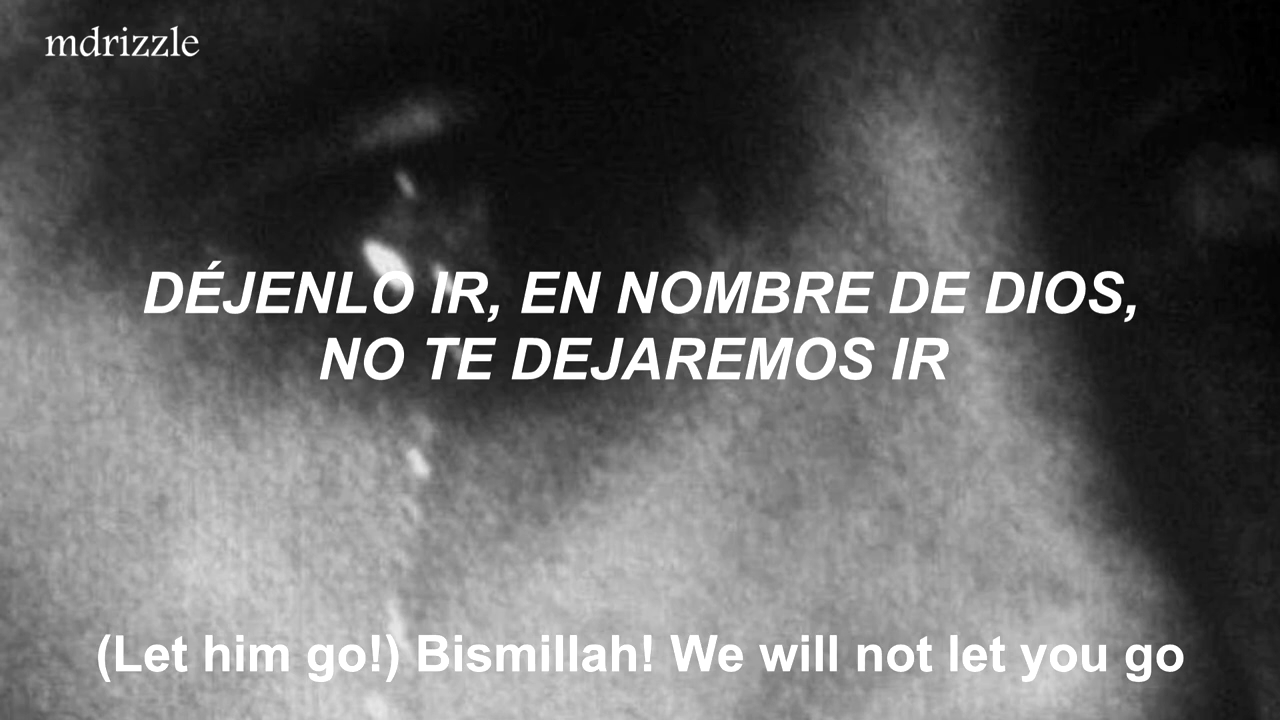 mdrizzle
DÉJENLO IR, EN NOMBRE DE DIOS,
NO TE DEJAREMOS IR
(Let him go!) Bismillah! We will not let you go